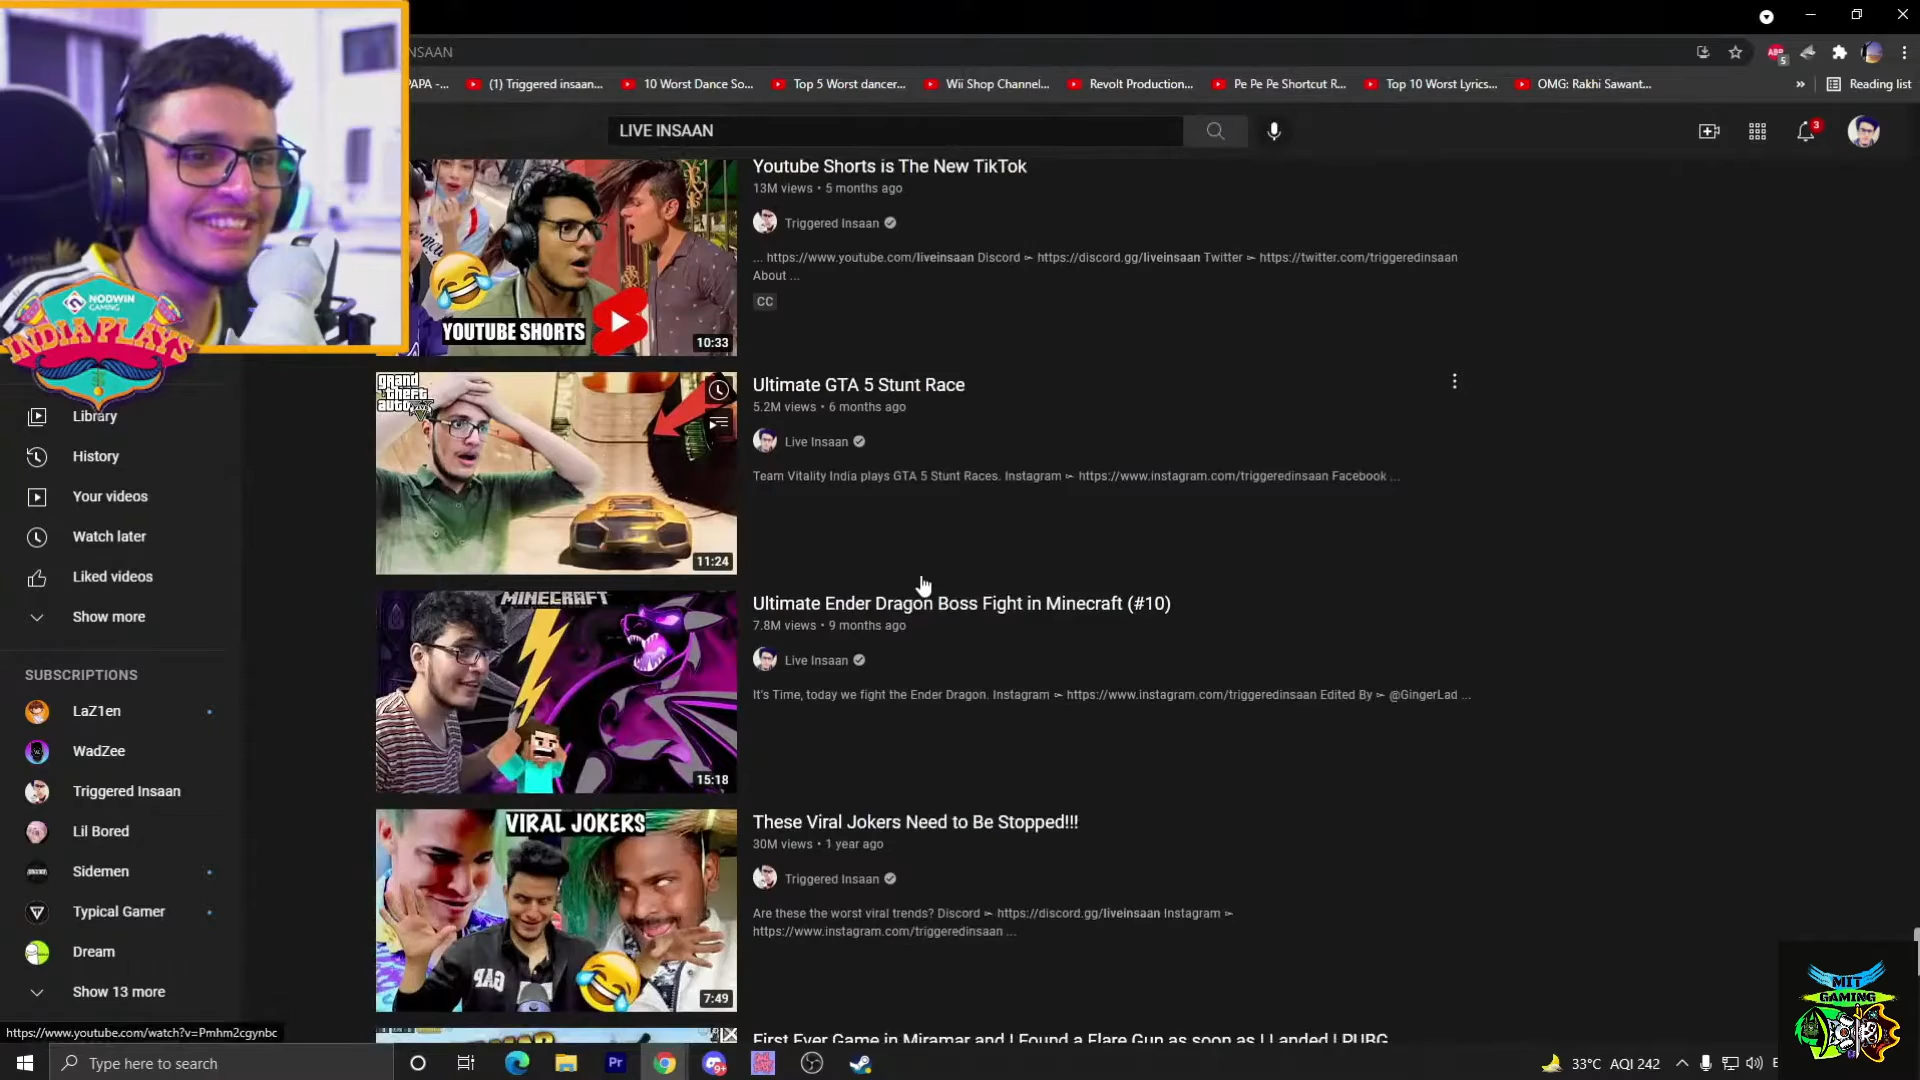 NSAAN
PAPA -...
(1) Triggered insaan...
10 Worst Dance So...
Top 5 Worst dancer...
Wii Shop Channel...
Revolt Production...
Pe Pe Pe Shortcut R...
Top 10 Worst Lyrics...
OMG: Rakhi Sawant...
»
Reading list
ABP
5
LIVE INSAAN
3
NODWIN
GAMING
INDIA PLAYS
Library
History
Your videos
Watch later
Liked videos
Show more
SUBSCRIPTIONS
LaZ1en
WadZee
Triggered Insaan
Lil Bored
Sidemen
Typical Gamer
Dream
Show 13 more
YOUTUBE SHORTS
10:33
Youtube Shorts is The New TikTok
13M views • 5 months ago
Triggered Insaan
... https://www.youtube.com/liveinsaan Discord ➢ https://discord.gg/liveinsaan Twitter ➢ https://twitter.com/triggeredinsaan
About ...
CC
grand
theft
auto
V
11:24
Ultimate GTA 5 Stunt Race
5.2M views • 6 months ago
Live Insaan
Team Vitality India plays GTA 5 Stunt Races. Instagram ➢ https://www.instagram.com/triggeredinsaan Facebook ...
MINECRAFT
15:18
Ultimate Ender Dragon Boss Fight in Minecraft (#10)
7.8M views • 9 months ago
Live Insaan
It's Time, today we fight the Ender Dragon. Instagram ➢ https://www.instagram.com/triggeredinsaan Edited By ➢ @GingerLad ...
VIRAL JOKERS
GAP
7:49
These Viral Jokers Need to Be Stopped!!!
30M views • 1 year ago
Triggered Insaan
Are these the worst viral trends? Discord ➢ https://discord.gg/liveinsaan Instagram ➢
https://www.instagram.com/triggeredinsaan ...
First Ever Game in Miramar and I Found a Flare Gun as soon as I Landed | PUBG
https://www.youtube.com/watch?v=Pmhm2cgynbc
MIT
GAMING
Type here to search
Pr
9+
33°C AQI 242